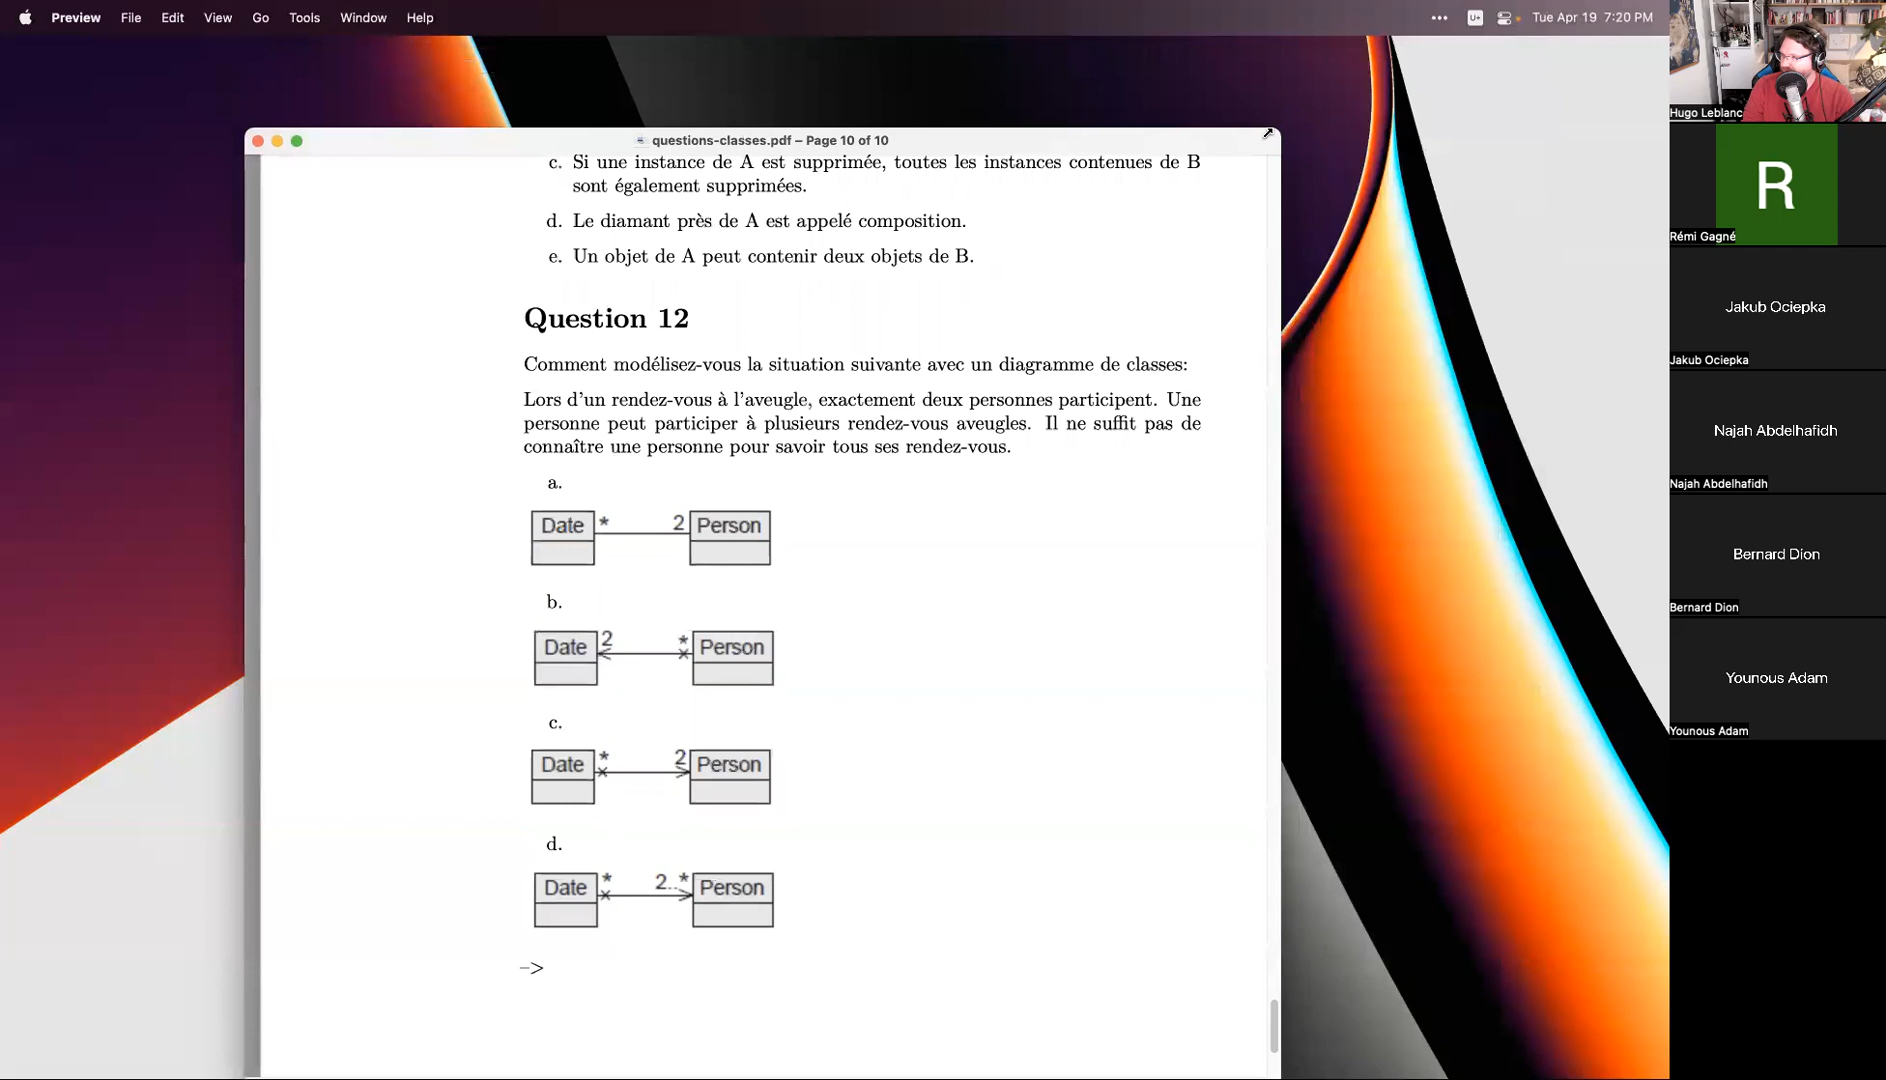 Preview File Edit View Go Tools Window Help
Tue Apr 19 7:20 PM
questions-classes.pdf – Page 10 of 10
c. Si une instance de A est supprimée, toutes les instances contenues de B
sont également supprimées.
d. Le diamant près de A est appelé composition.
e. Un objet de A peut contenir deux objets de B.
Question 12
Comment modélisez-vous la situation suivante avec un diagramme de classes:
Lors d'un rendez-vous à l'aveugle, exactement deux personnes participent. Une
personne peut participer à plusieurs rendez-vous aveugles. Il ne suffit pas de
connaître une personne pour savoir tous ses rendez-vous.
a.
Date * 2 Person
b.
Date 2 * Person
c.
Date * 2 Person
d.
Date * 2..* Person
–>
Hugo Leblanc
R
Rémi Gagné
Jakub Ociepka
Jakub Ociepka
Najah Abdelhafidh
Najah Abdelhafidh
Bernard Dion
Bernard Dion
Younous Adam
Younous Adam